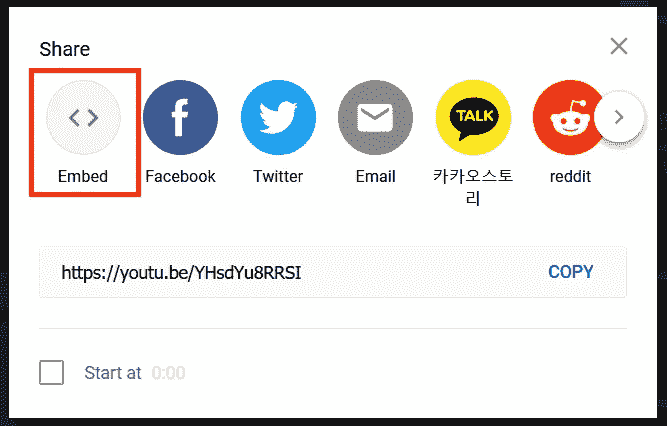 Share
TALK
Embed
Facebook
Twitter
Email
카카오스토
리
reddit
https://youtu.be/YHsdYu8RRSI
COPY
Start at 0:00